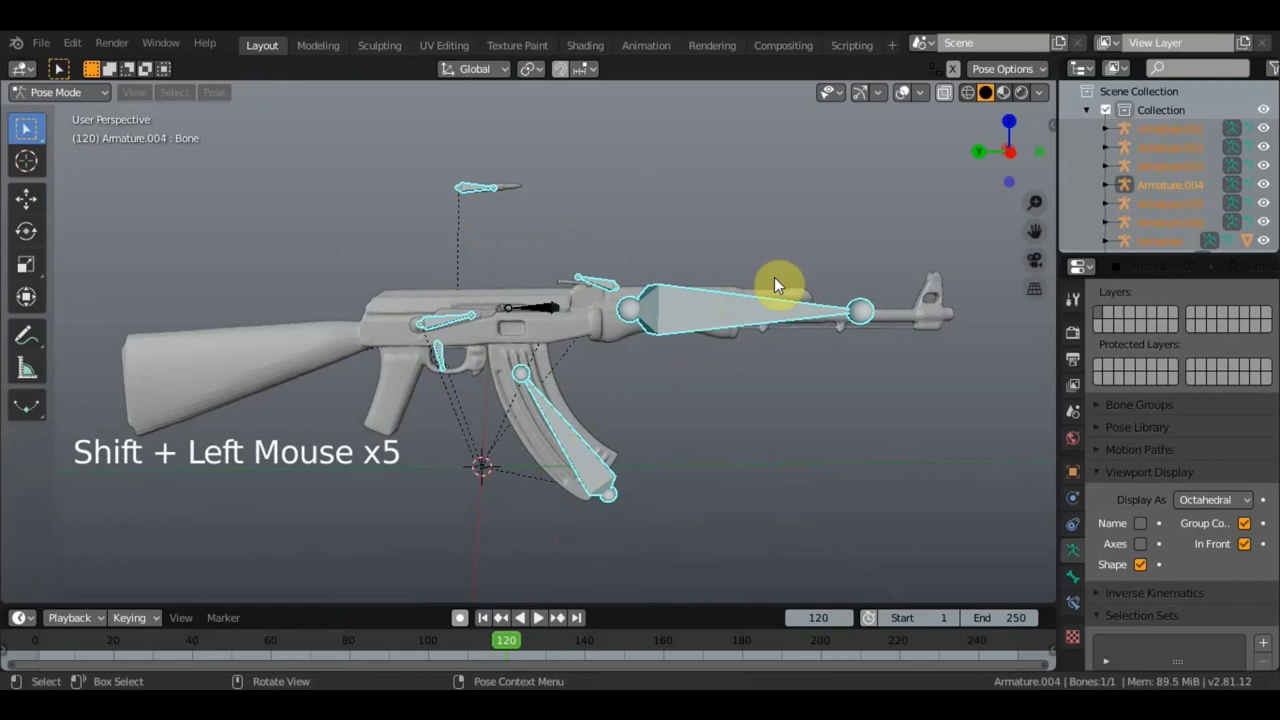 File Edit Render Window Help Layout Modeling Sculpting UV Editing Texture Paint Shading Animation Rendering Compositing Scripting + Scene View Layer
Global X Pose Options
Pose Mode View Select Pose
User Perspective
(120) Armature.004 : Bone
Z
Y
Scene Collection
Collection
Armature.004
Layers:
Protected Layers:
Bone Groups
Pose Library
Motion Paths
Viewport Display
Display As Octahedral
Name Group Co..
Axes In Front
Shape
Inverse Kinematics
Selection Sets
Shift + Left Mouse x5
Playback Keying View Marker 120 Start 1 End 250
0 20 40 60 80 100 120 140 160 180 200 220 240
Select Box Select Rotate View Pose Context Menu Armature.004 | Bones:1/1 | Mem: 89.5 MiB | v2.81.12